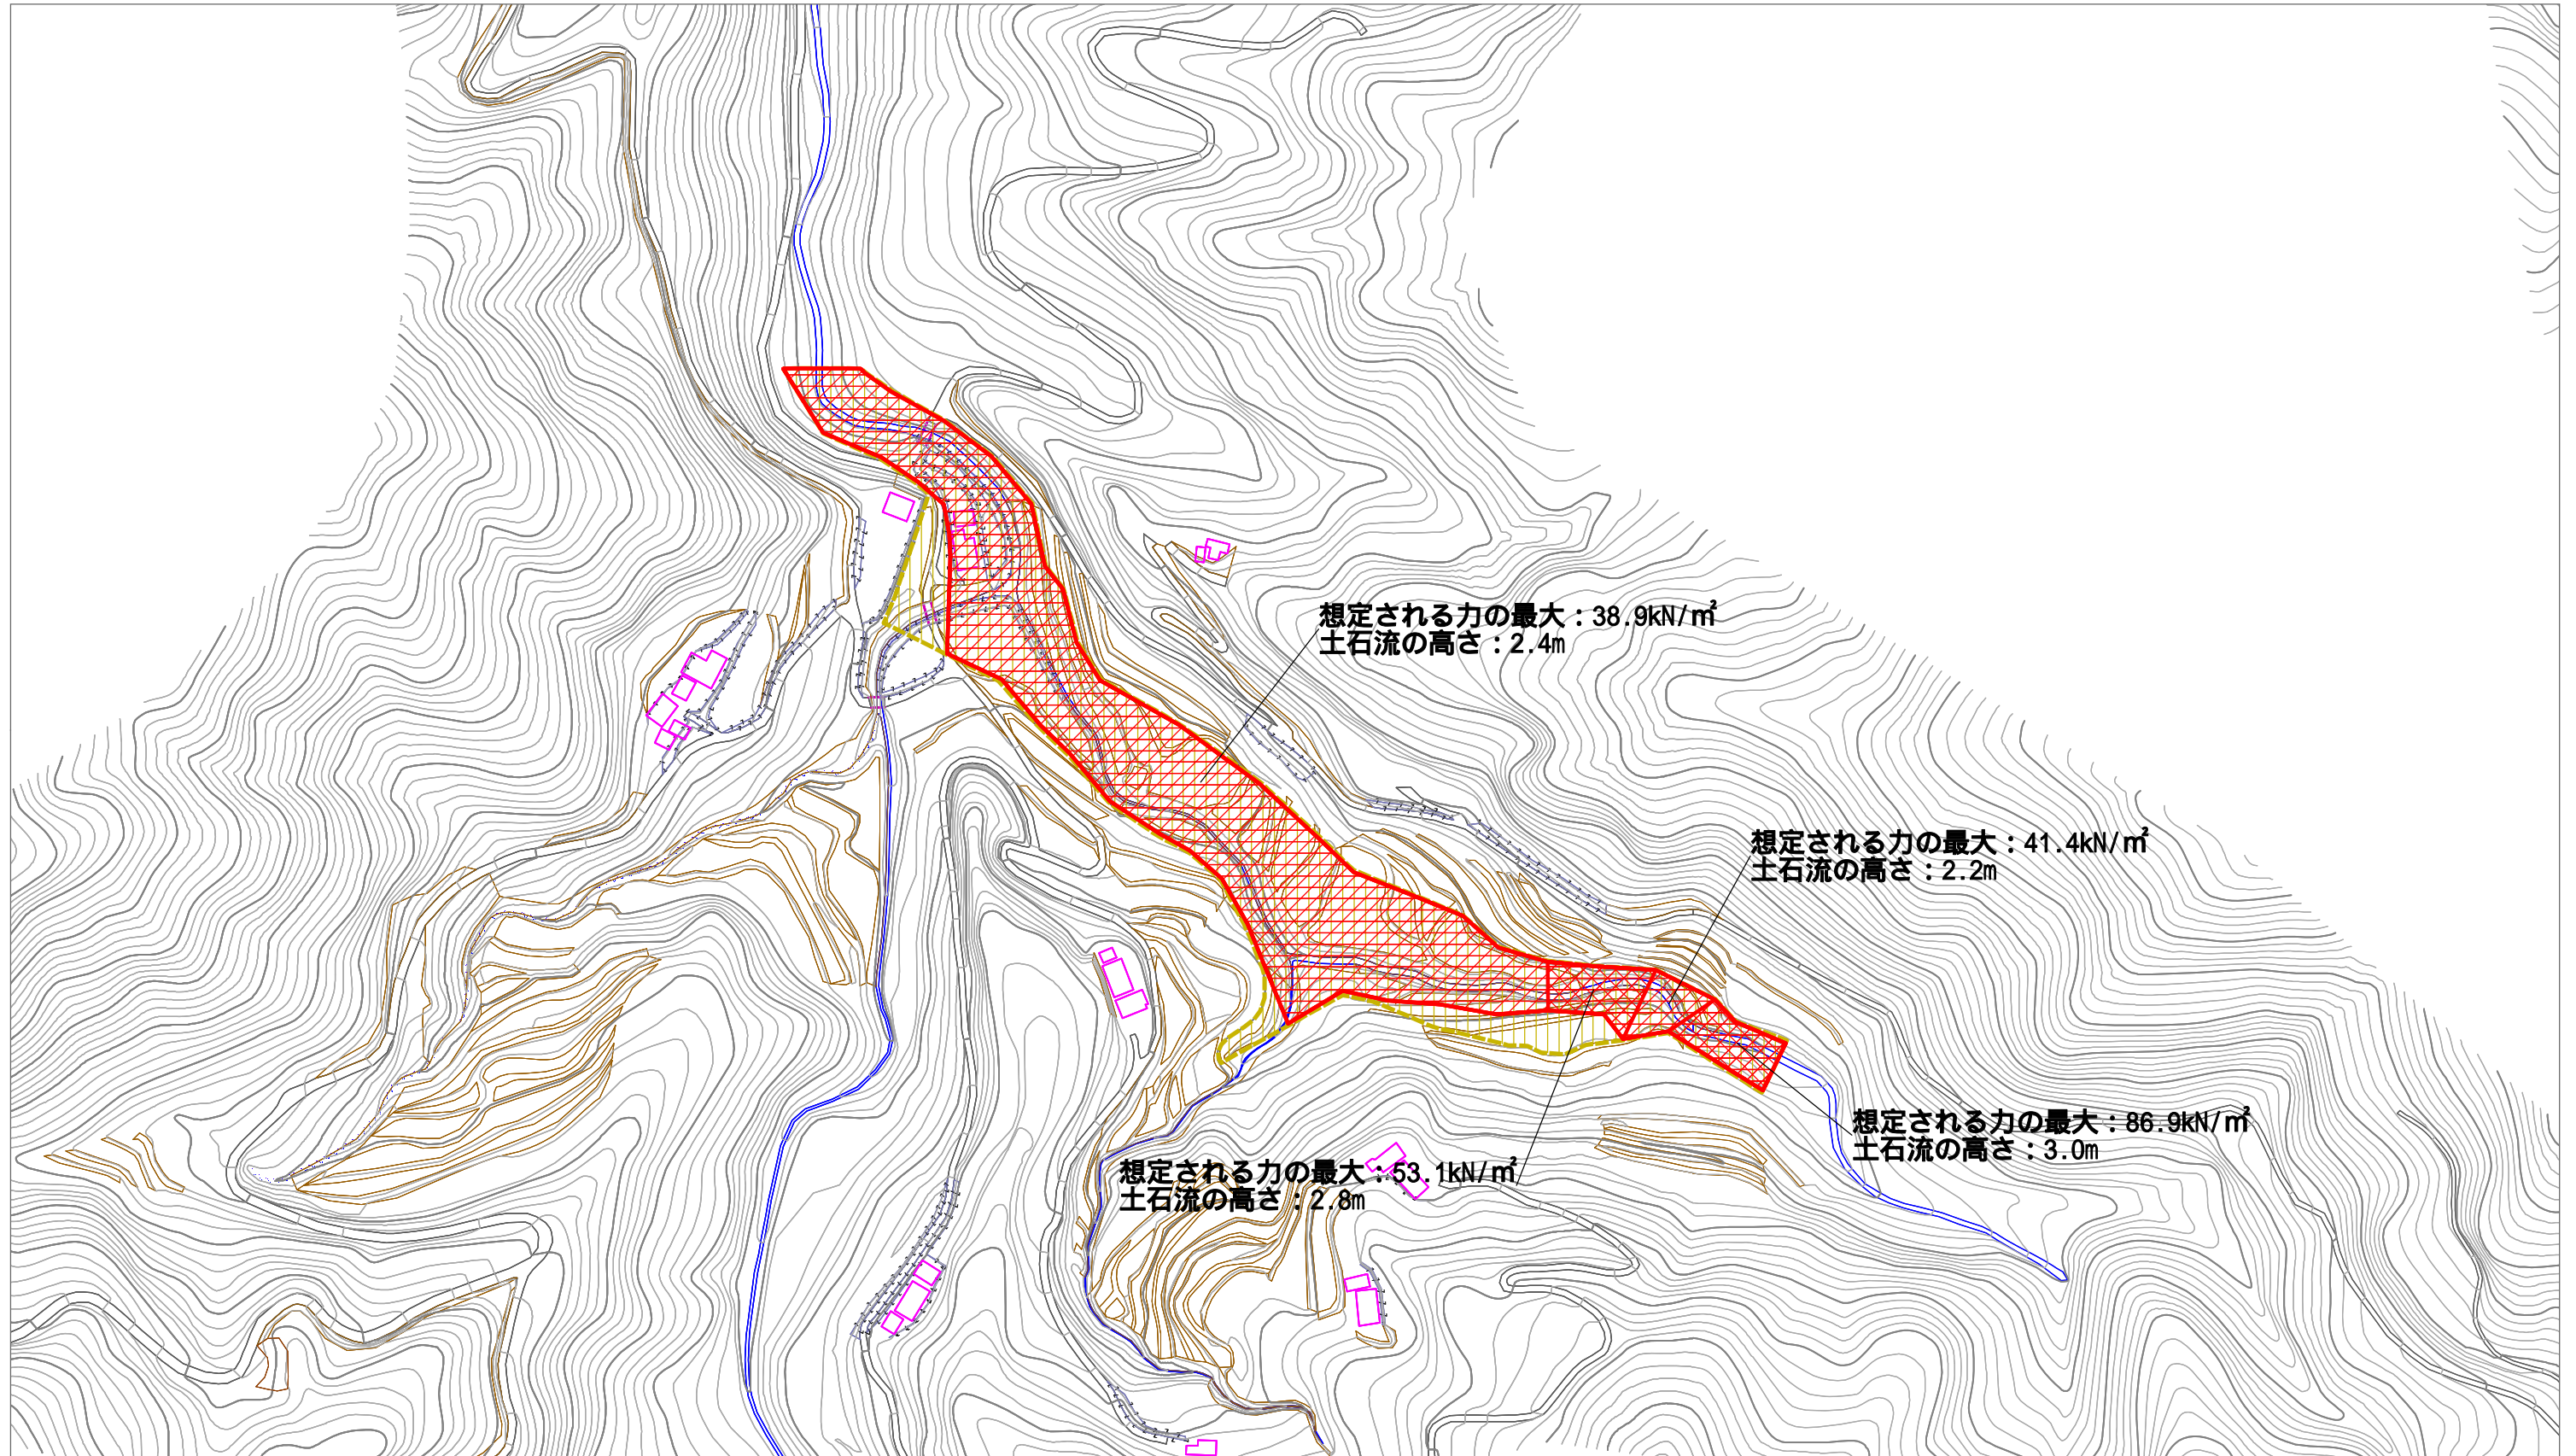 想定される力の最大：38.9kN/㎡
土石流の高さ：2.4m
想定される力の最大：41.4kN/㎡
土石流の高さ：2.2m
想定される力の最大：86.9kN/㎡
土石流の高さ：3.0m
想定される力の最大：53.1kN/㎡
土石流の高さ：2.8m